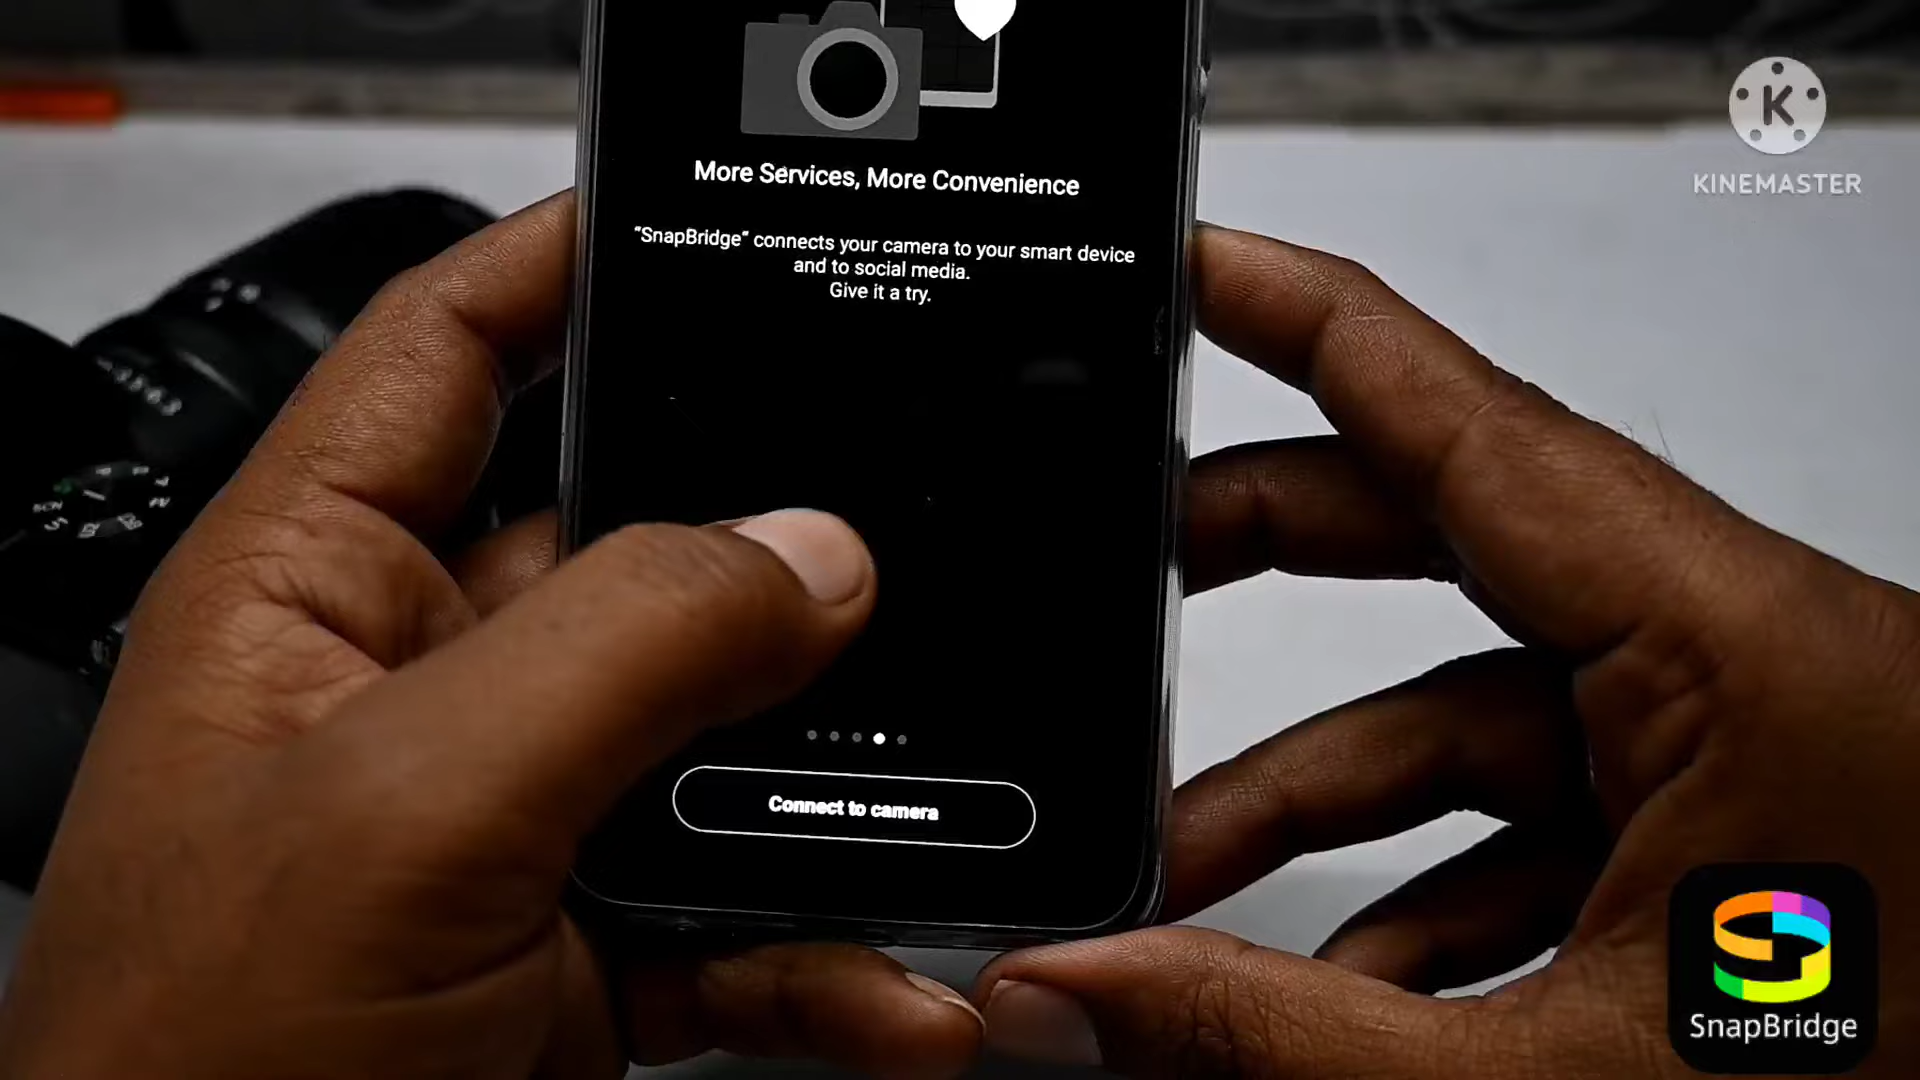 KINEMASTER
More Services, More Convenience
“SnapBridge” connects your camera to your smart device
and to social media.
Give it a try.
Connect to camera
SCN
SnapBridge